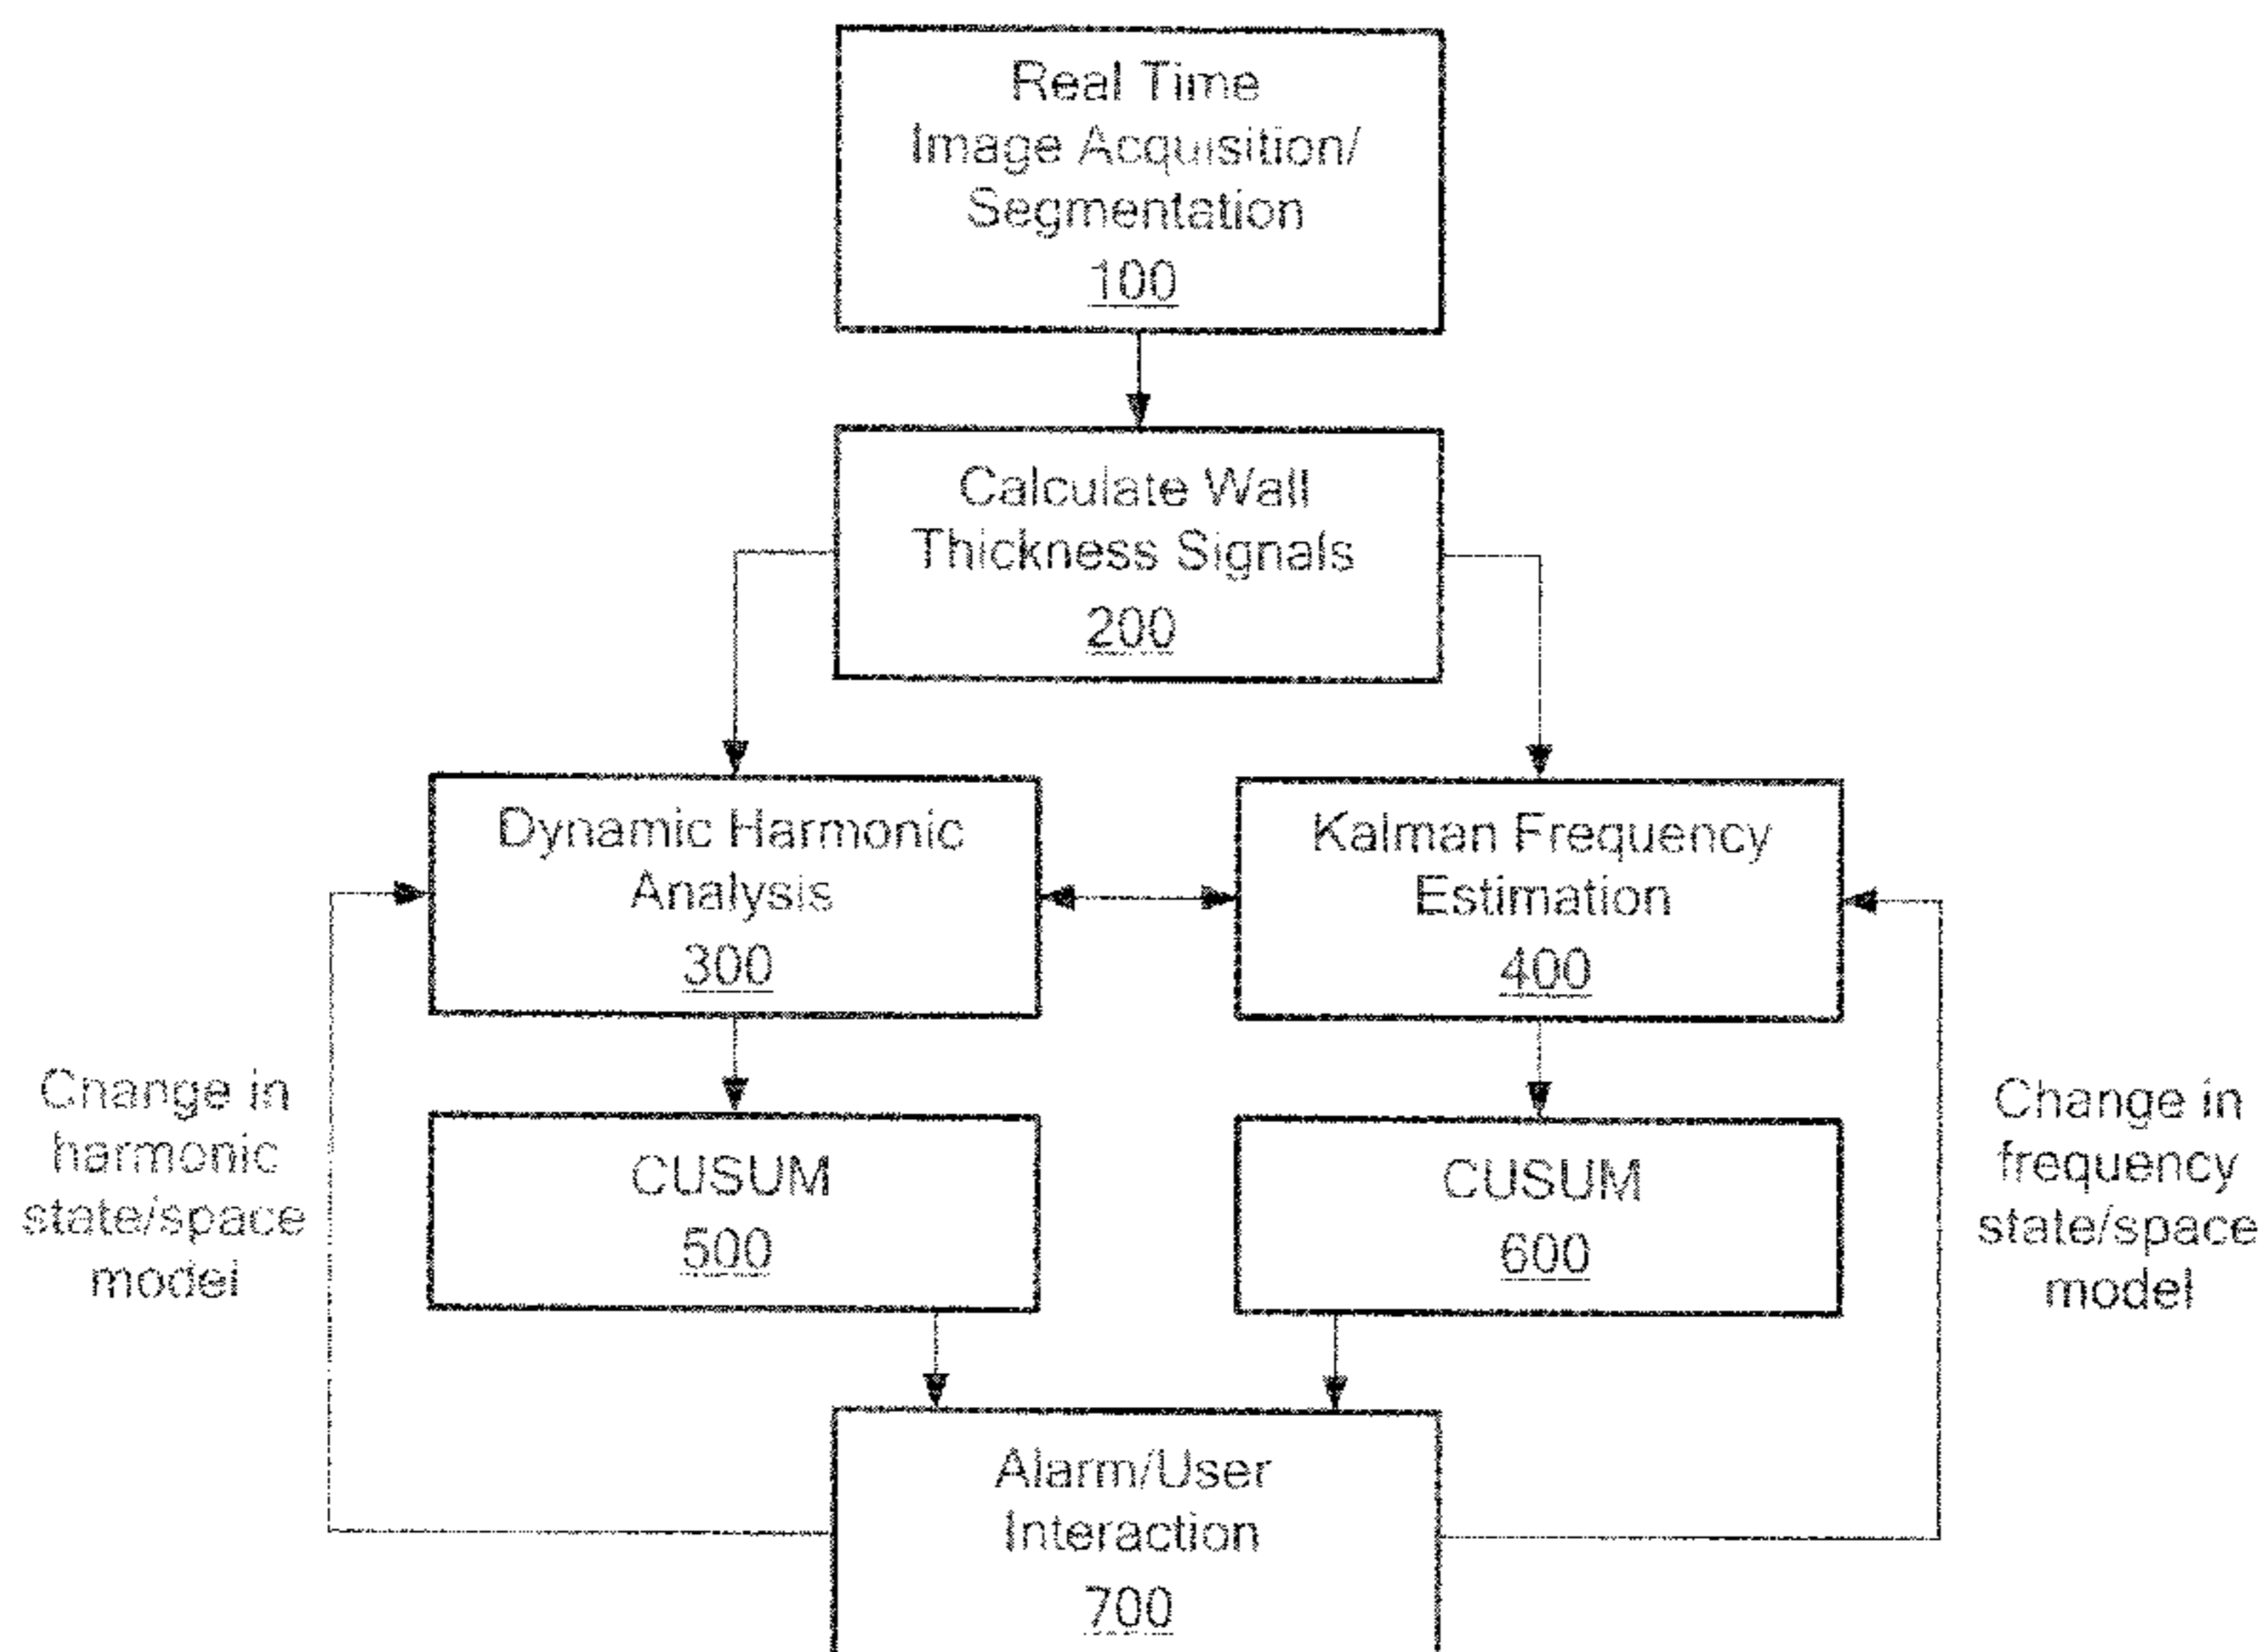 Real Time
Image Acquisition/
Segmentation
100
Calculate Wall
Thickness Signals
200
Dynamic Harmonic
Analysis
300
Kalman Frequency
Estimation
400
Change in
harmonic
state/space
model
CUSUM
500
CUSUM
600
Change in
frequency
state/space
model
Alarm/User
Interaction
700